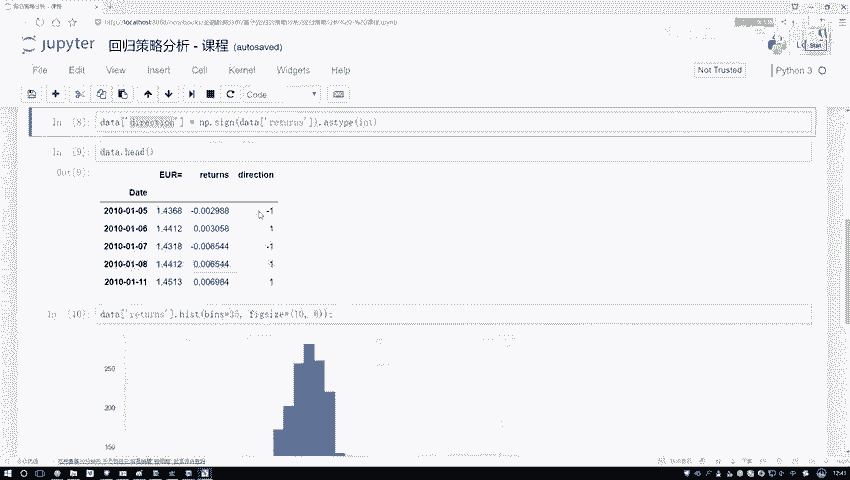 jupyter 回归策略分析 - 课程 (autosaved)
Start
File Edit View Insert Cell Kernel Widgets Help
Not Trusted
Python 3
Code
In [8]: data['direction'] = np.sign(data['returns']).astype(int)
In [9]: data.head()
Out[9]:
EUR= returns direction
Date
2010-01-05 1.4368 -0.002988 -1
2010-01-06 1.4412 0.003058 1
2010-01-07 1.4318 -0.006544 -1
2010-01-08 1.4412 0.006544 1
2010-01-11 1.4513 0.006984 1
In [10]: data['returns'].hist(bins=35, figsize=(10, 6));
250
200
150
12:41